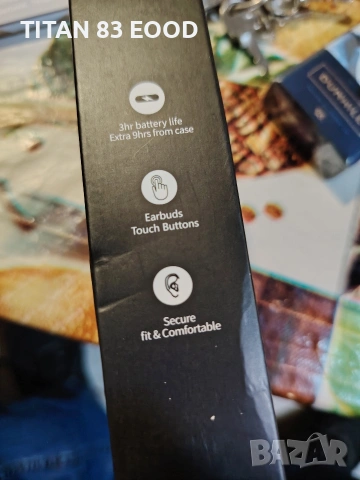 TITAN 83 EOOD
3hr battery life
Extra 9hrs from case
Earbuds
Touch Buttons
Secure
fit & Comfortable
BAZAR